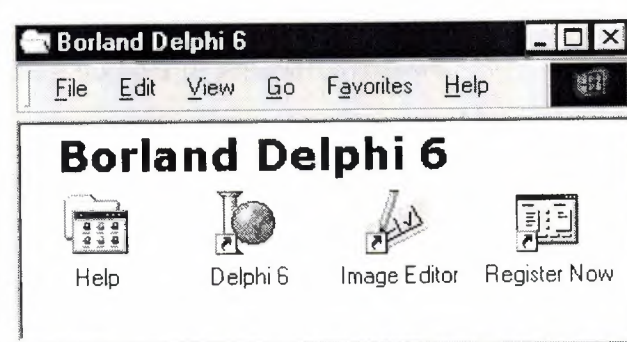 Borland Delphi 6
File Edit View Go Favorites Help
Borland Delphi 6
Help Delphi 6 Image Editor Register Now